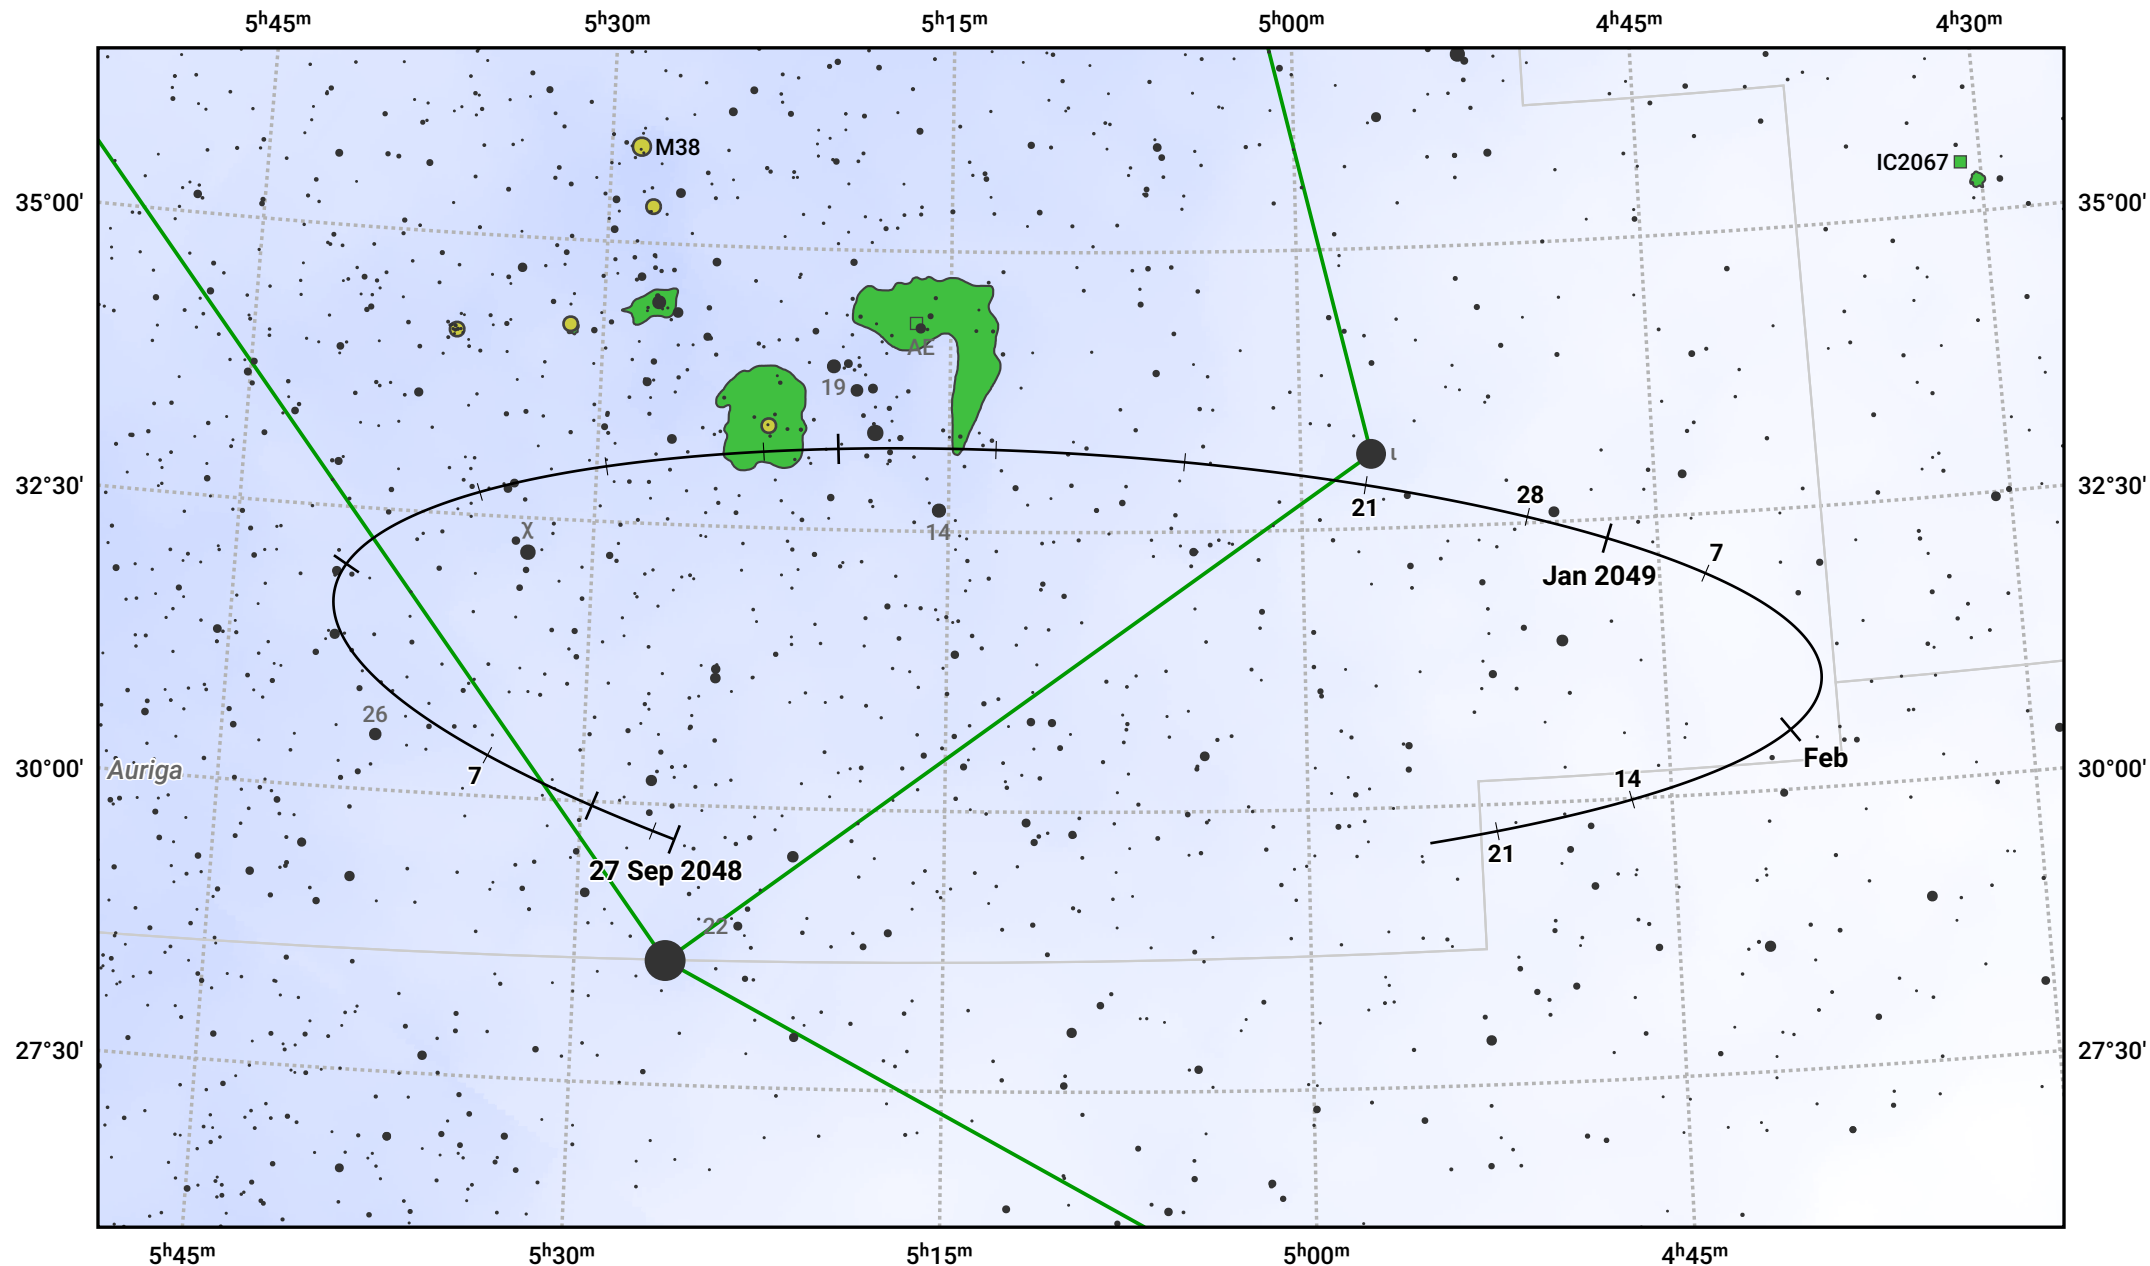 5ʰ45ᵐ 5ʰ30ᵐ 5ʰ15ᵐ 5ʰ00ᵐ 4ʰ45ᵐ 4ʰ30ᵐ
M38
IC2067
35°00' 35°00'
AE
19
ι
32°30' 32°30'
28
21
14
χ
7
Jan 2049
26
Feb
7
Auriga
30°00' 30°00'
14
21
27 Sep 2048
22
27°30' 27°30'
5ʰ45ᵐ 5ʰ30ᵐ 5ʰ15ᵐ 5ʰ00ᵐ 4ʰ45ᵐ